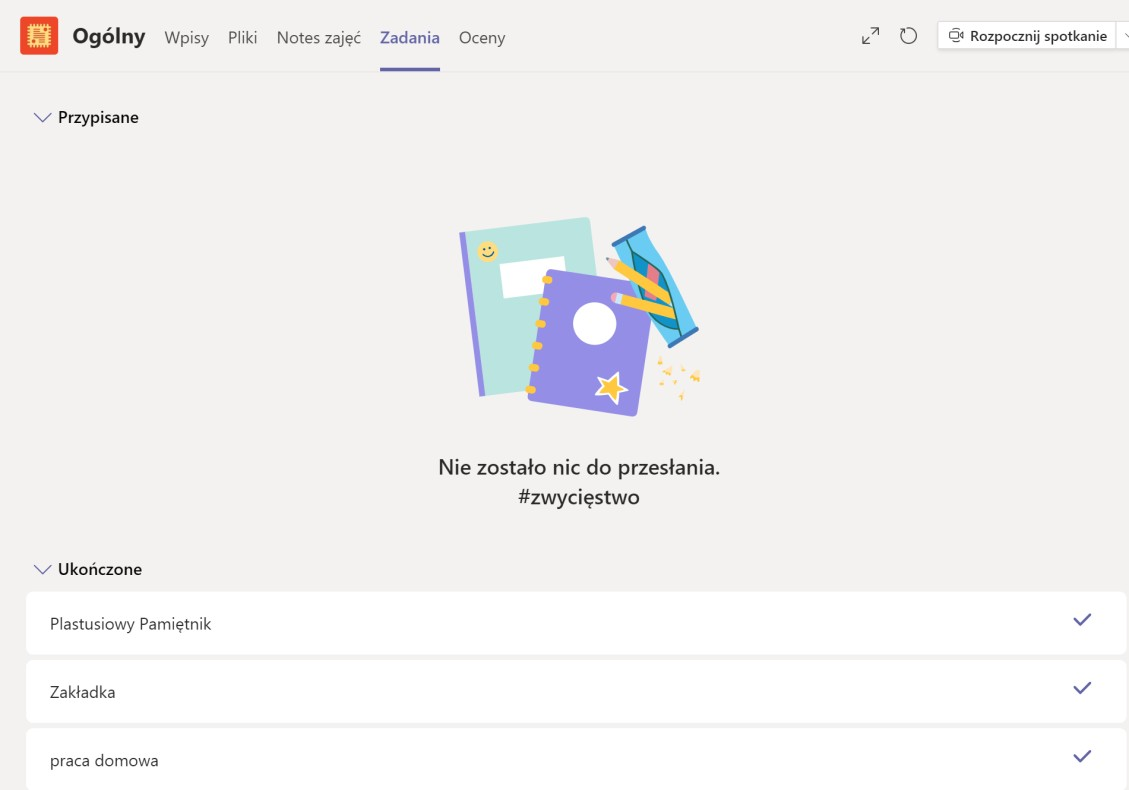 Ogólny Wpisy Pliki Notes zajęć Zadania Oceny Rozpocznij spotkanie
Przypisane
Nie zostało nic do przesłania.
#zwycięstwo
Ukończone
Plastusiowy Pamiętnik
Zakładka
praca domowa